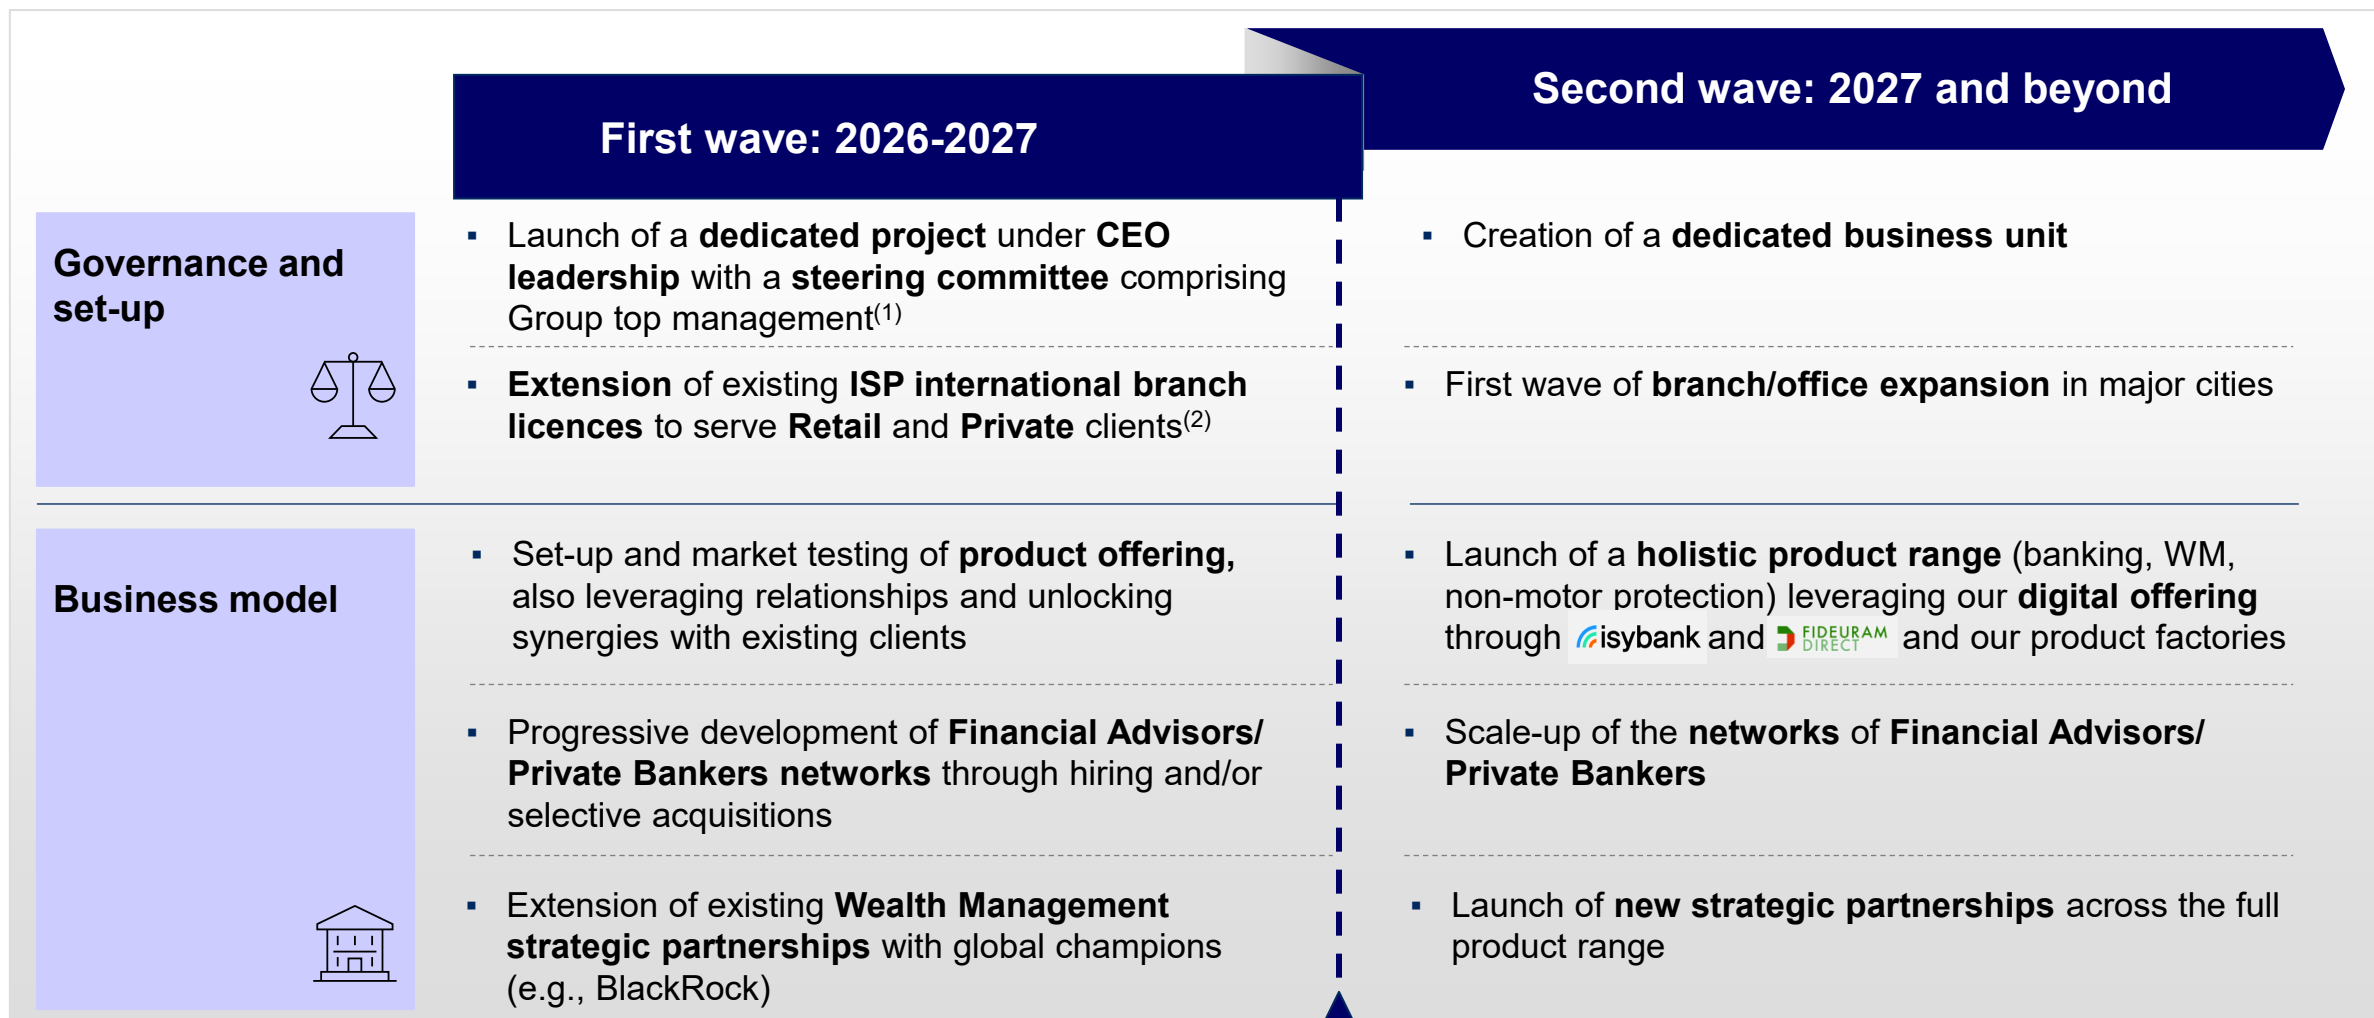 First wave: 2026-2027
Second wave: 2027 and beyond
Governance and
set-up
▪ Launch of a dedicated project under CEO
leadership with a steering committee comprising
Group top management(1)
▪ Creation of a dedicated business unit
▪ Extension of existing ISP international branch
licences to serve Retail and Private clients(2)
▪ First wave of branch/office expansion in major cities
Business model
▪ Set-up and market testing of product offering,
also leveraging relationships and unlocking
synergies with existing clients
▪ Launch of a holistic product range (banking, WM,
non-motor protection) leveraging our digital offering
through isybank and FIDEURAM DIRECT and our product factories
▪ Progressive development of Financial Advisors/
Private Bankers networks through hiring and/or
selective acquisitions
▪ Scale-up of the networks of Financial Advisors/
Private Bankers
▪ Extension of existing Wealth Management
strategic partnerships with global champions
(e.g., BlackRock)
▪ Launch of new strategic partnerships across the full
product range